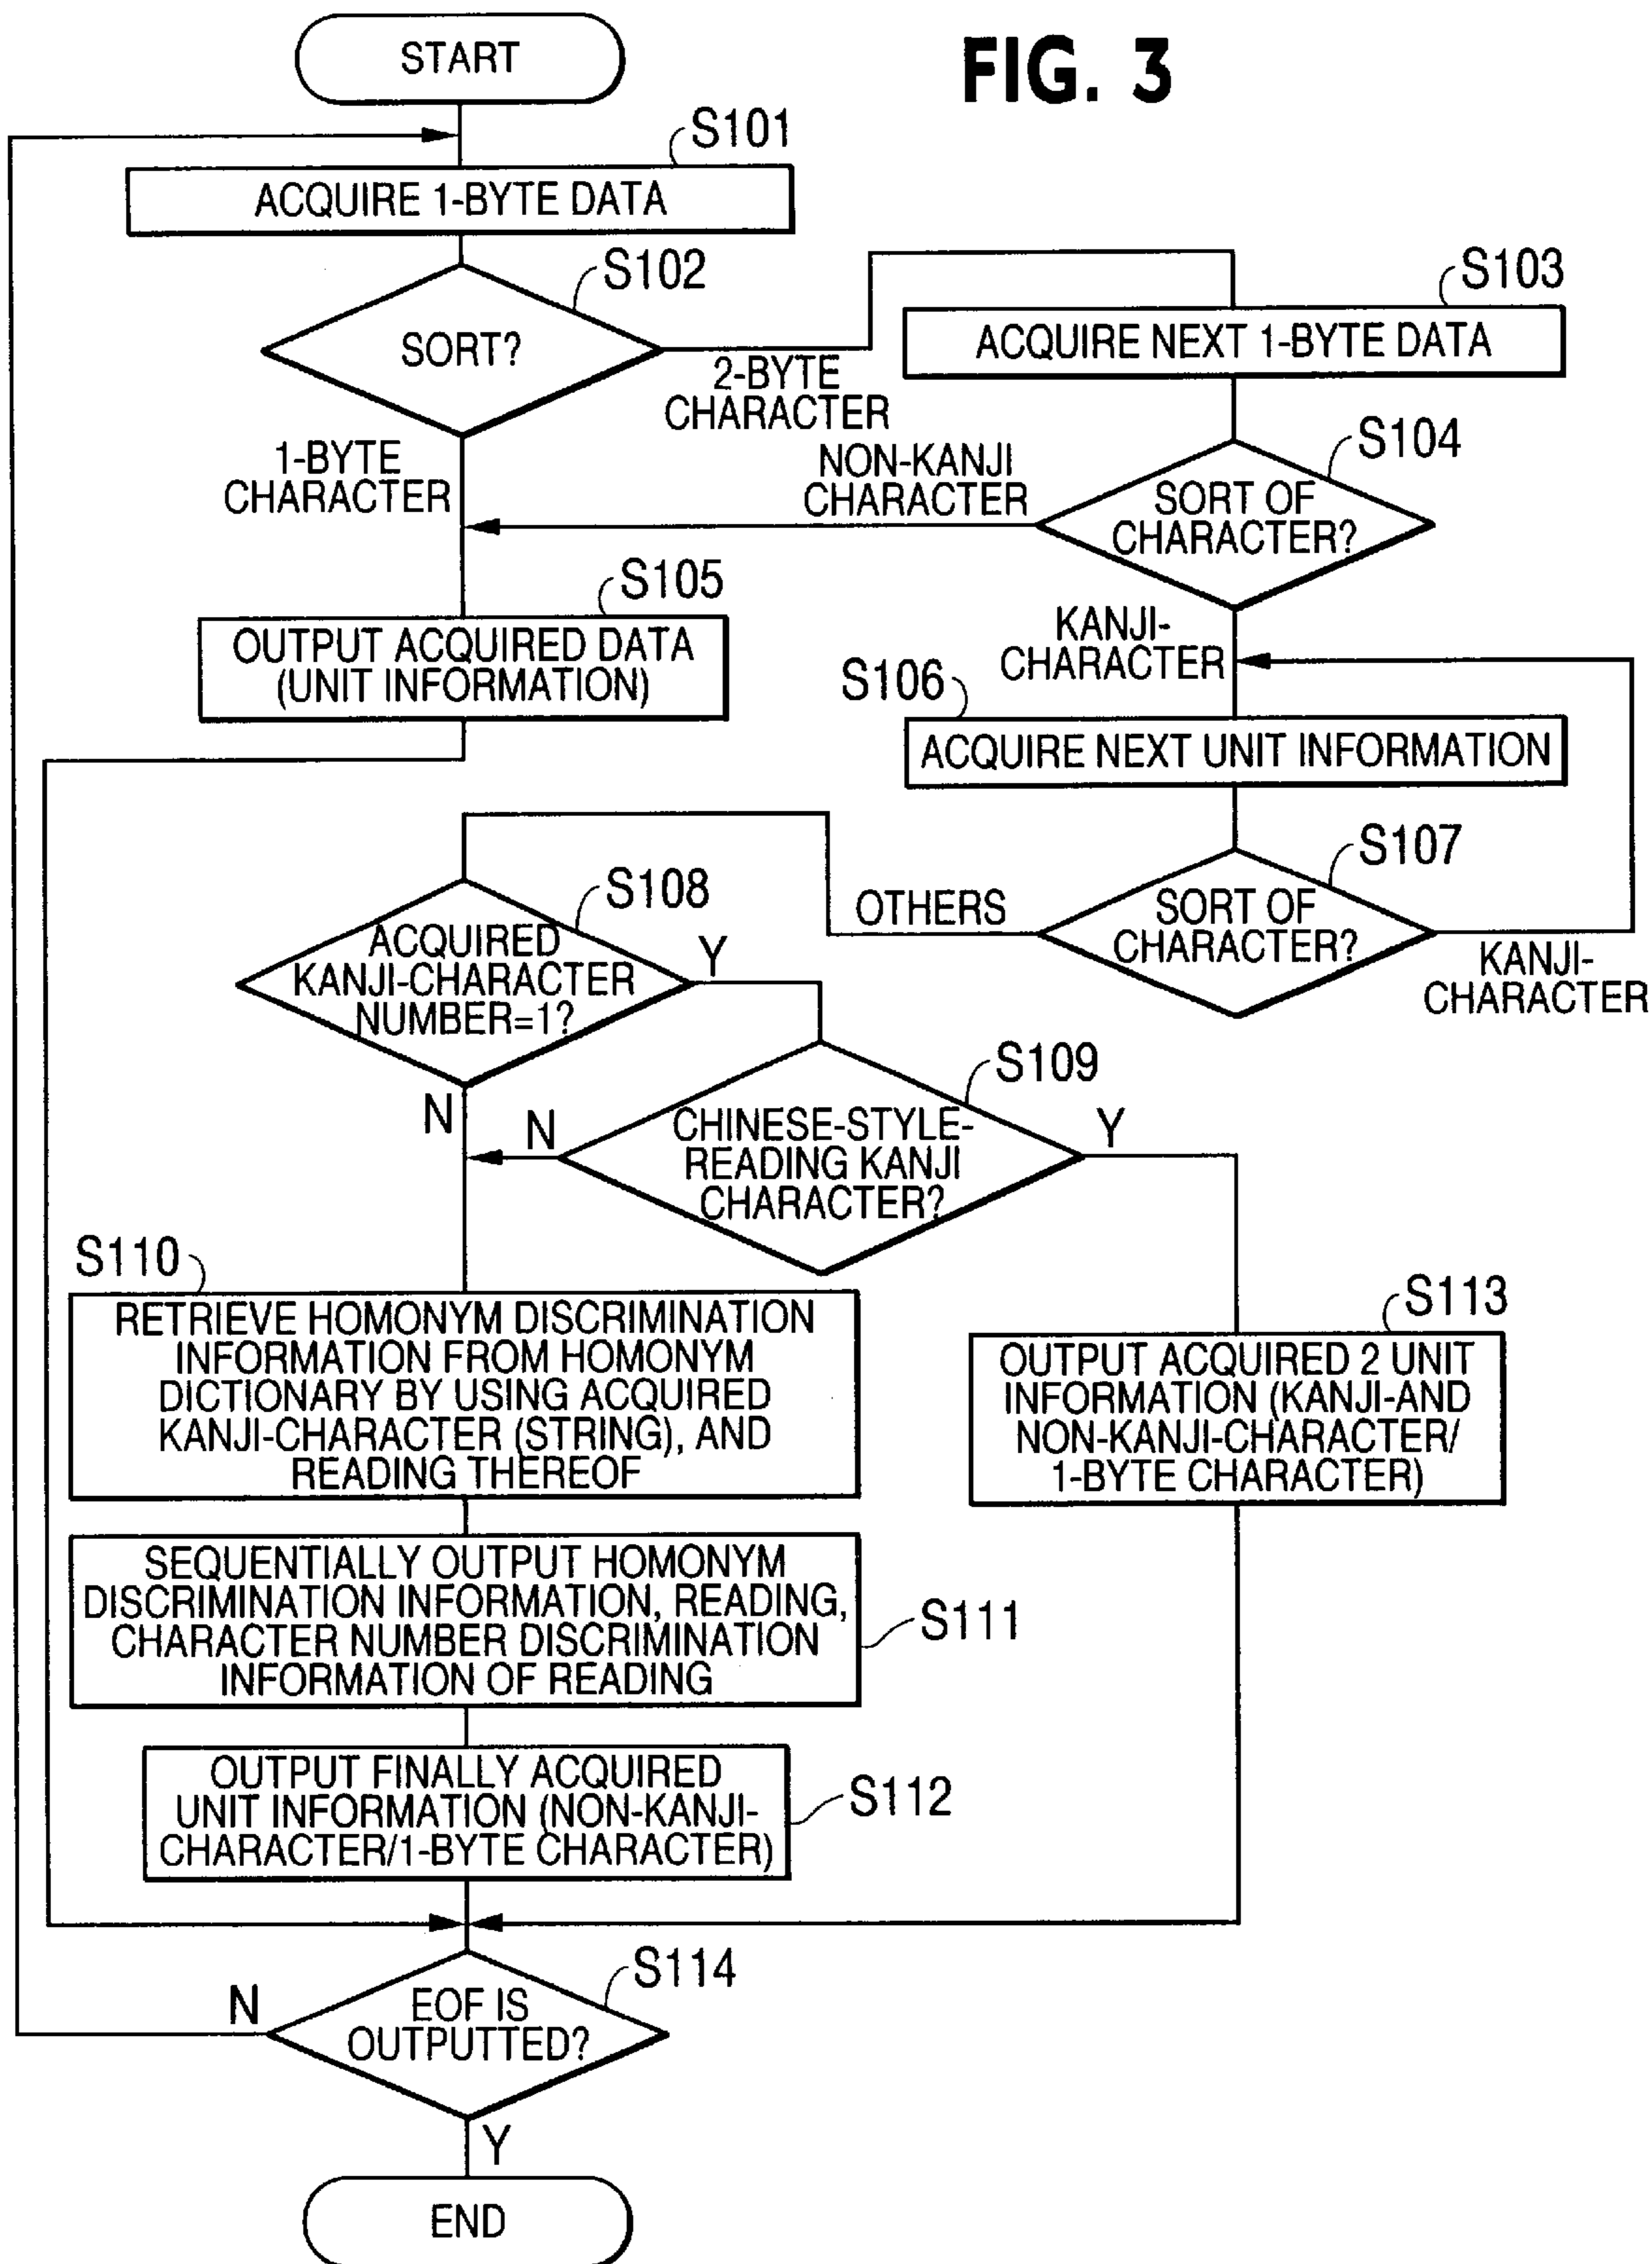 START
FIG. 3
S101
ACQUIRE 1-BYTE DATA
S102
SORT?
2-BYTE
CHARACTER
1-BYTE
CHARACTER
S103
ACQUIRE NEXT 1-BYTE DATA
S104
SORT OF
CHARACTER?
NON-KANJI
CHARACTER
KANJI-
CHARACTER
S105
OUTPUT ACQUIRED DATA
(UNIT INFORMATION)
S106
ACQUIRE NEXT UNIT INFORMATION
S107
SORT OF
CHARACTER?
OTHERS
KANJI-
CHARACTER
S108
ACQUIRED
KANJI-CHARACTER
NUMBER=1?
Y
N
S109
CHINESE-STYLE-
READING KANJI
CHARACTER?
N
Y
S110
RETRIEVE HOMONYM DISCRIMINATION
INFORMATION FROM HOMONYM
DICTIONARY BY USING ACQUIRED
KANJI-CHARACTER (STRING), AND
READING THEREOF
S113
OUTPUT ACQUIRED 2 UNIT
INFORMATION (KANJI-AND
NON-KANJI-CHARACTER/
1-BYTE CHARACTER)
SEQUENTIALLY OUTPUT HOMONYM
DISCRIMINATION INFORMATION, READING,
CHARACTER NUMBER DISCRIMINATION
INFORMATION OF READING
S111
OUTPUT FINALLY ACQUIRED
UNIT INFORMATION (NON-KANJI-
CHARACTER/1-BYTE CHARACTER)
S112
S114
EOF IS
OUTPUTTED?
N
Y
END